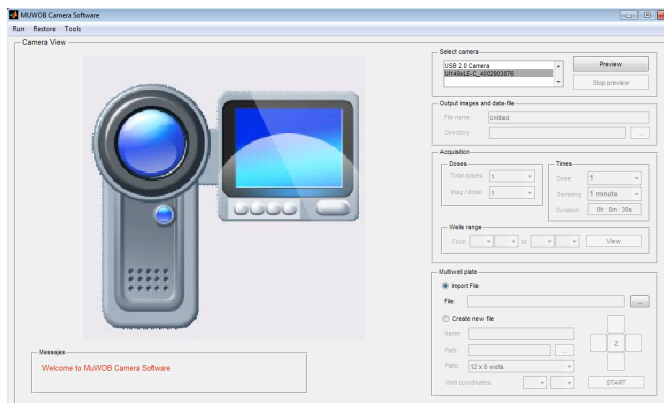 MUWOB Camera Software
Run Restore Tools
Camera View
Select camera
USB 2.0 Camera
UI149xLE-C_4002903876
Preview
Stop preview
Output images and data-file
File name: Untitled
Directory: ...
Acquisition
Doses
Total doses: 1
Imag / dose: 1
Times
Dose: 1
Sampling: 1 minute
Duration: 0h : 0m : 30s
Wells range
From: to View
Multiwell plate
Import File
File: ...
Create new file
Name:
Path: ...
Plate: 12 x 8 wells
Well coordinates:
Z
START
Messajes
Welcome to MuWOB Camera Software